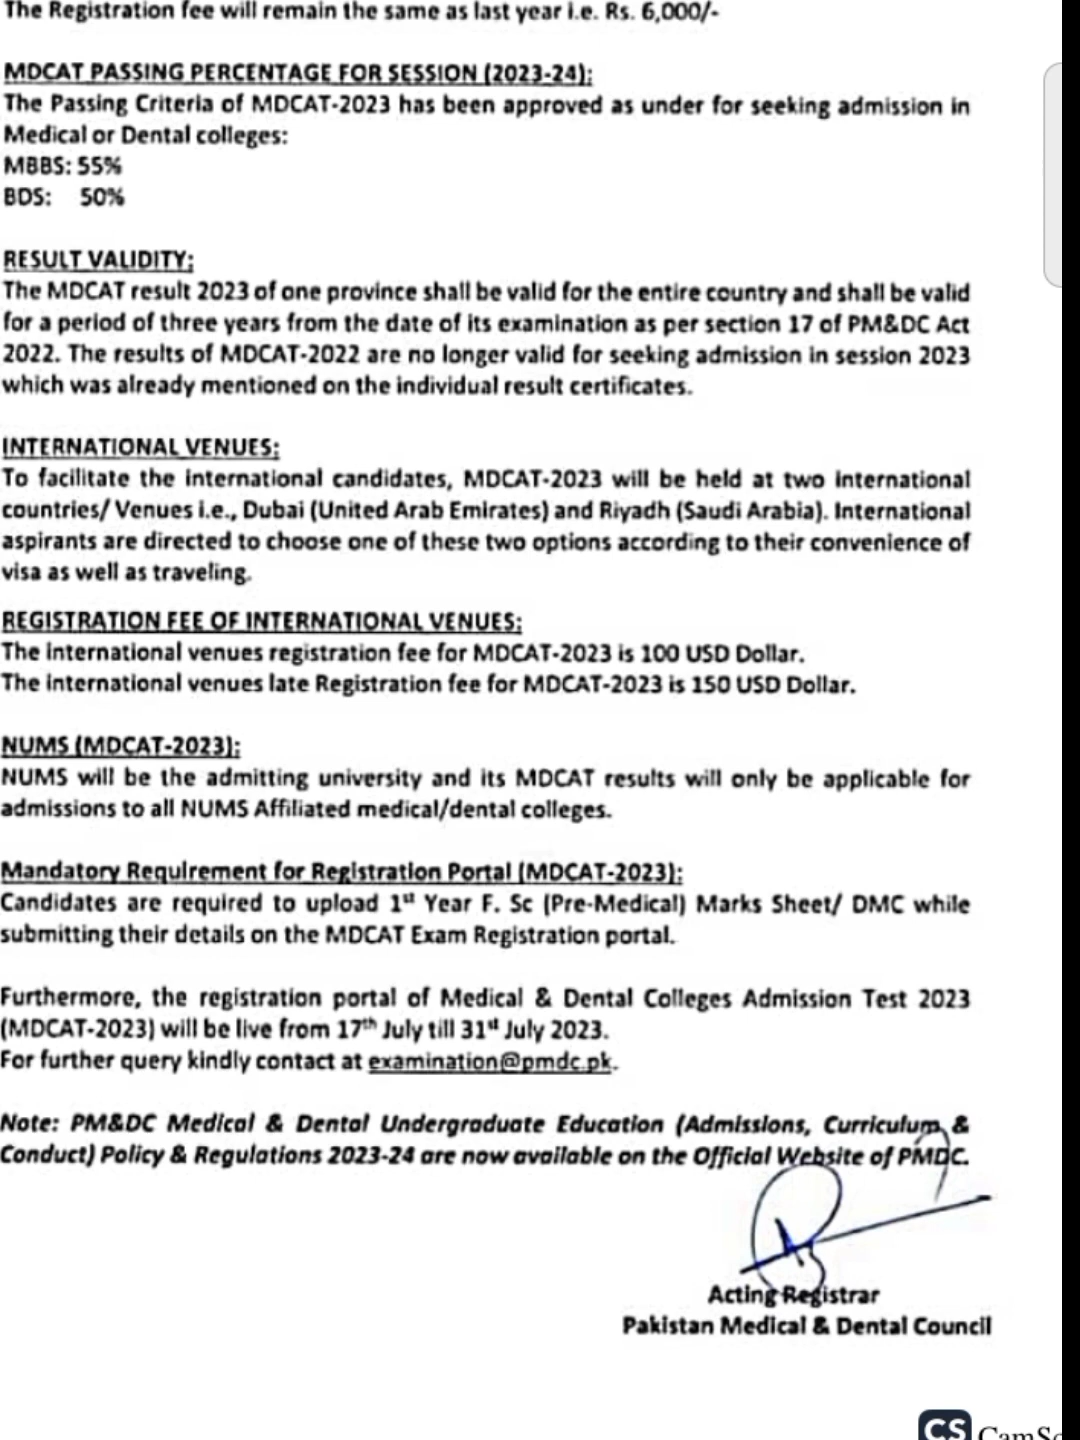 The Registration fee will remain the same as last year i.e. Rs. 6,000/-
MDCAT PASSING PERCENTAGE FOR SESSION (2023-24):
The Passing Criteria of MDCAT-2023 has been approved as under for seeking admission in
Medical or Dental colleges:
MBBS: 55%
BDS: 50%
RESULT VALIDITY:
The MDCAT result 2023 of one province shall be valid for the entire country and shall be valid
for a period of three years from the date of its examination as per section 17 of PM&DC Act
2022. The results of MDCAT-2022 are no longer valid for seeking admission in session 2023
which was already mentioned on the individual result certificates.
INTERNATIONAL VENUES:
To facilitate the international candidates, MDCAT-2023 will be held at two international
countries/ Venues i.e., Dubai (United Arab Emirates) and Riyadh (Saudi Arabia). International
aspirants are directed to choose one of these two options according to their convenience of
visa as well as traveling.
REGISTRATION FEE OF INTERNATIONAL VENUES:
The international venues registration fee for MDCAT-2023 is 100 USD Dollar.
The international venues late Registration fee for MDCAT-2023 is 150 USD Dollar.
NUMS (MDCAT-2023):
NUMS will be the admitting university and its MDCAT results will only be applicable for
admissions to all NUMS Affiliated medical/dental colleges.
Mandatory Requirement for Registration Portal (MDCAT-2023):
Candidates are required to upload 1st Year F. Sc (Pre-Medical) Marks Sheet/ DMC while
submitting their details on the MDCAT Exam Registration portal.
Furthermore, the registration portal of Medical & Dental Colleges Admission Test 2023
(MDCAT-2023) will be live from 17th July till 31st July 2023.
For further query kindly contact at examination@pmdc.pk.
Note: PM&DC Medical & Dental Undergraduate Education (Admissions, Curriculum, &
Conduct) Policy & Regulations 2023-24 are now available on the Official Website of PMDC.
Acting Registrar
Pakistan Medical & Dental Council
CS